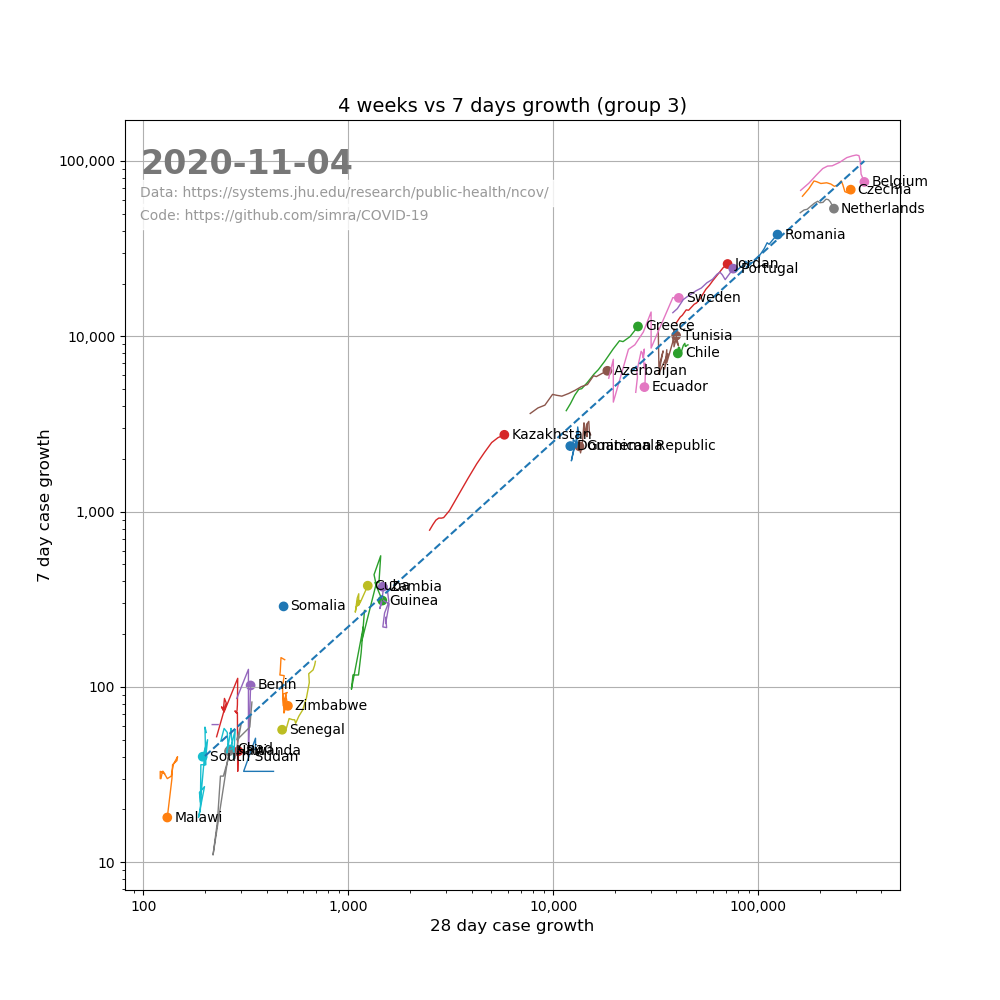 4 weeks vs 7 days growth (group 3)
2020-11-04
Data: https://systems.jhu.edu/research/public-health/ncov/
Code: https://github.com/simra/COVID-19
100,000
10,000
1,000
100
10
7 day case growth
Belgium
Czechia
Netherlands
Romania
Jordan
Portugal
Sweden
Greece
Tunisia
Chile
Azerbaijan
Ecuador
Kazakhstan
Dominican Republic
Guatemala
Cuba
Zambia
Guinea
Somalia
Benin
Zimbabwe
Senegal
Chad
South Sudan
Malawi
100
1,000
10,000
100,000
28 day case growth